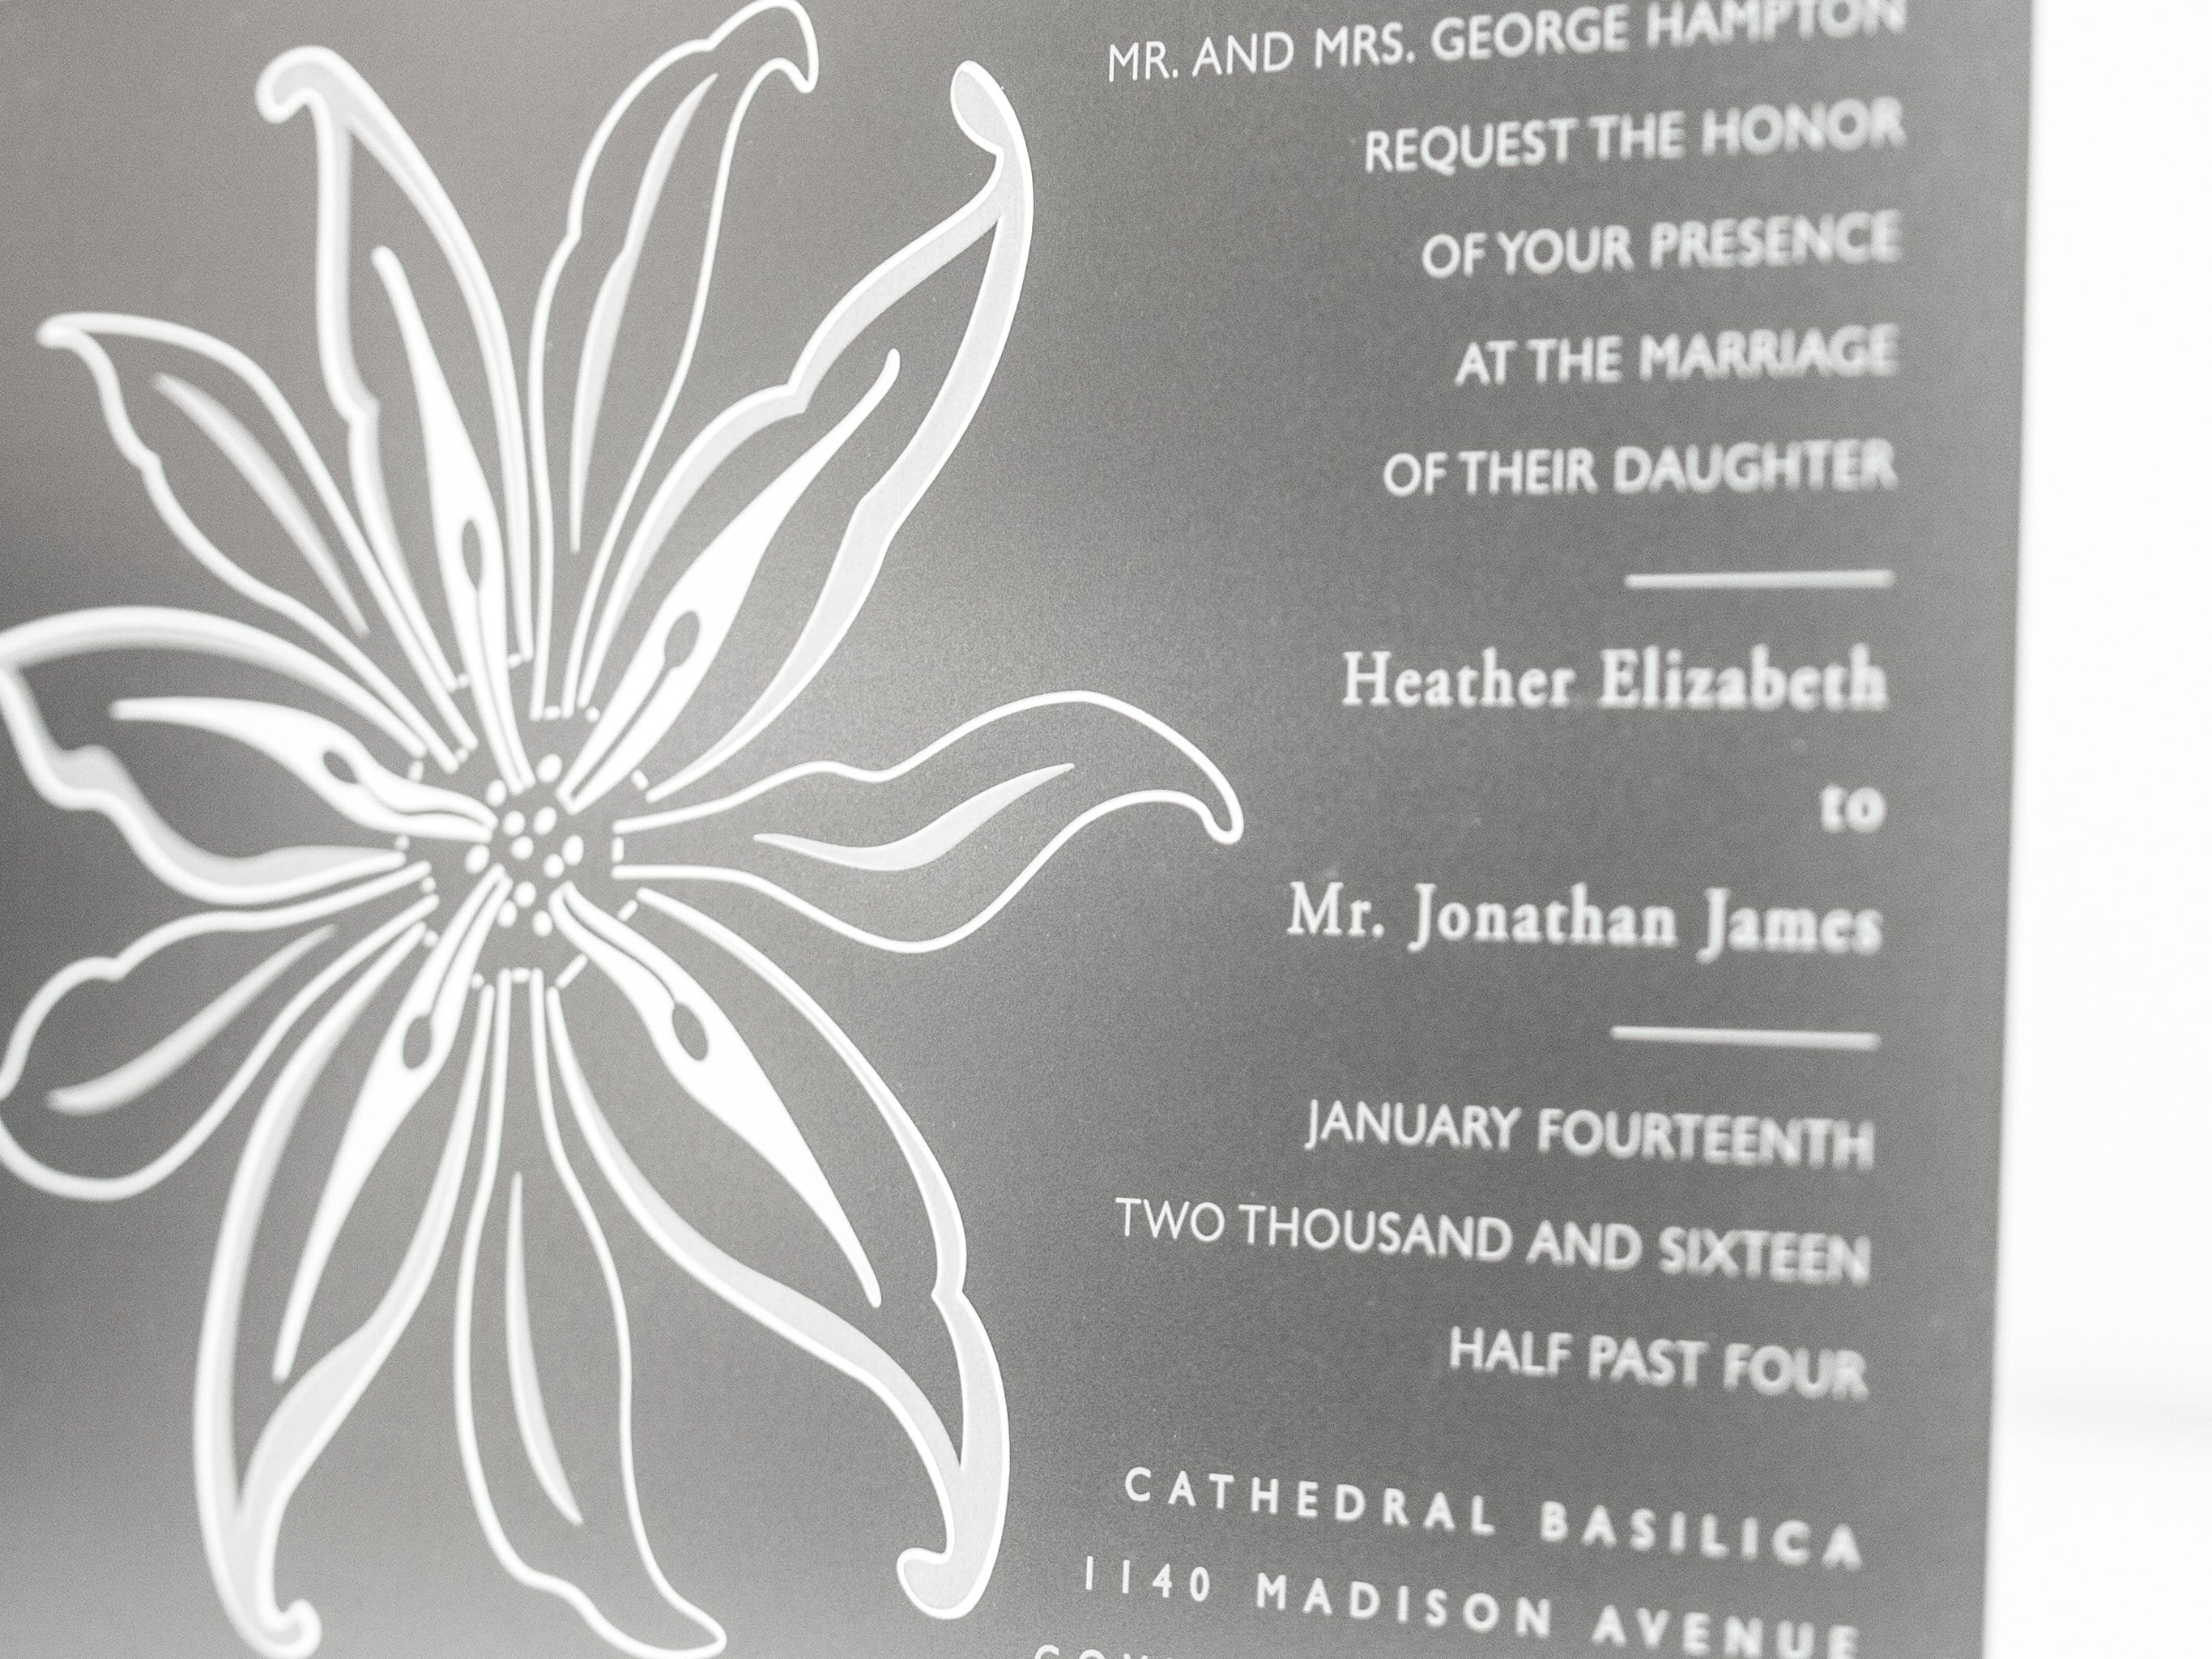 MR. AND MRS. GEORGE HAMPTON
REQUEST THE HONOR
OF YOUR PRESENCE
AT THE MARRIAGE
OF THEIR DAUGHTER
Heather Elizabeth
to
Mr. Jonathan James
JANUARY FOURTEENTH
TWO THOUSAND AND SIXTEEN
HALF PAST FOUR
CATHEDRAL BASILICA
1140 MADISON AVENUE